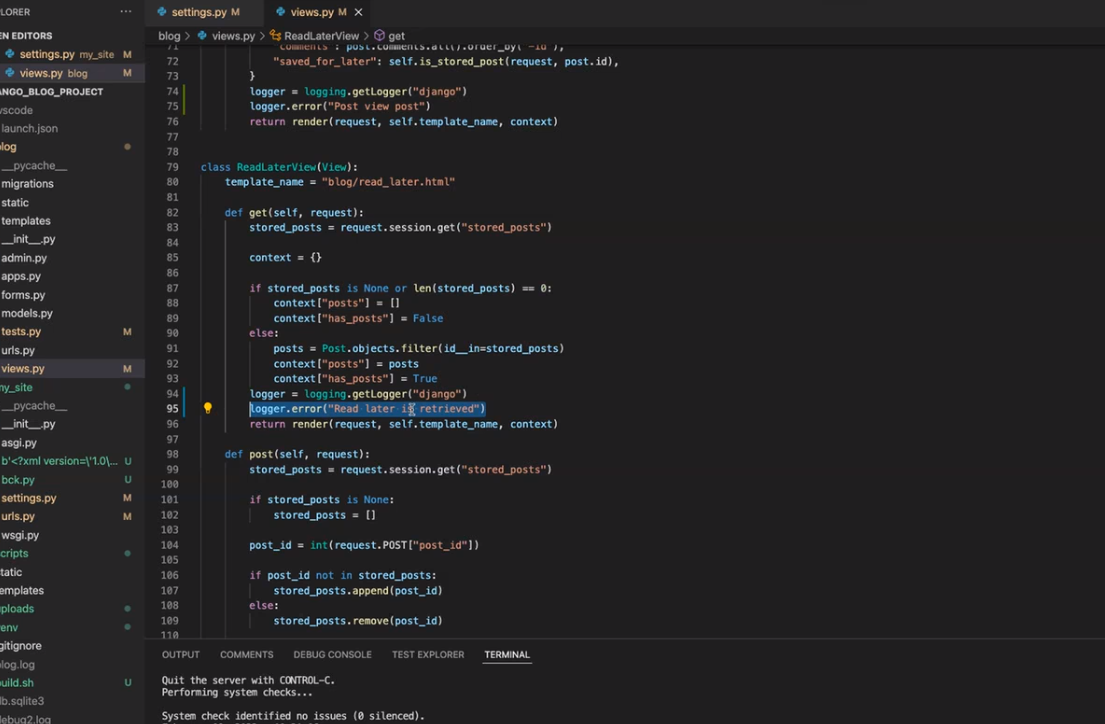 PLORER ...
settings.py M
views.py M ×
EN EDITORS
settings.py my_site M
views.py blog M
ANGO_BLOG_PROJECT
vscode
launch.json
log
__pycache__
migrations
static
templates
__init__.py
admin.py
apps.py
forms.py
models.py
tests.py M
urls.py
views.py M
my_site
__pycache__
__init__.py
asgi.py
b'<?xml version=\'1.0\... U
bck.py U
settings.py M
urls.py M
wsgi.py
cripts
tatic
emplates
uploads
venv
gitignore
log.log
build.sh U
db.sqlite3
debug2.log
blog > views.py > ReadLaterView > get
71 "comments": post.comments.all().order_by("-id"),
72 "saved_for_later": self.is_stored_post(request, post.id),
73 }
74 logger = logging.getLogger("django")
75 logger.error("Post view post")
76 return render(request, self.template_name, context)
77
78
79 class ReadLaterView(View):
80 template_name = "blog/read_later.html"
81
82 def get(self, request):
83 stored_posts = request.session.get("stored_posts")
84
85 context = {}
86
87 if stored_posts is None or len(stored_posts) == 0:
88 context["posts"] = []
89 context["has_posts"] = False
90 else:
91 posts = Post.objects.filter(id__in=stored_posts)
92 context["posts"] = posts
93 context["has_posts"] = True
94 logger = logging.getLogger("django")
95 logger.error("Read later is retrieved")
96 return render(request, self.template_name, context)
97
98 def post(self, request):
99 stored_posts = request.session.get("stored_posts")
100
101 if stored_posts is None:
102 stored_posts = []
103
104 post_id = int(request.POST["post_id"])
105
106 if post_id not in stored_posts:
107 stored_posts.append(post_id)
108 else:
109 stored_posts.remove(post_id)
110
OUTPUT COMMENTS DEBUG CONSOLE TEST EXPLORER TERMINAL
Quit the server with CONTROL-C.
Performing system checks...
System check identified no issues (0 silenced).